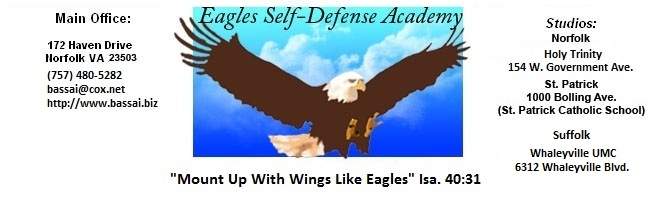 Main Office:
172 Haven Drive
Norfolk VA 23503
(757) 480-5282
bassai@cox.net
http://www.bassai.biz
Eagles Self-Defense Academy
"Mount Up With Wings Like Eagles" Isa. 40:31
Studios:
Norfolk
Holy Trinity
154 W. Government Ave.
St. Patrick
1000 Bolling Ave.
(St. Patrick Catholic School)
Suffolk
Whaleyville UMC
6312 Whaleyville Blvd.